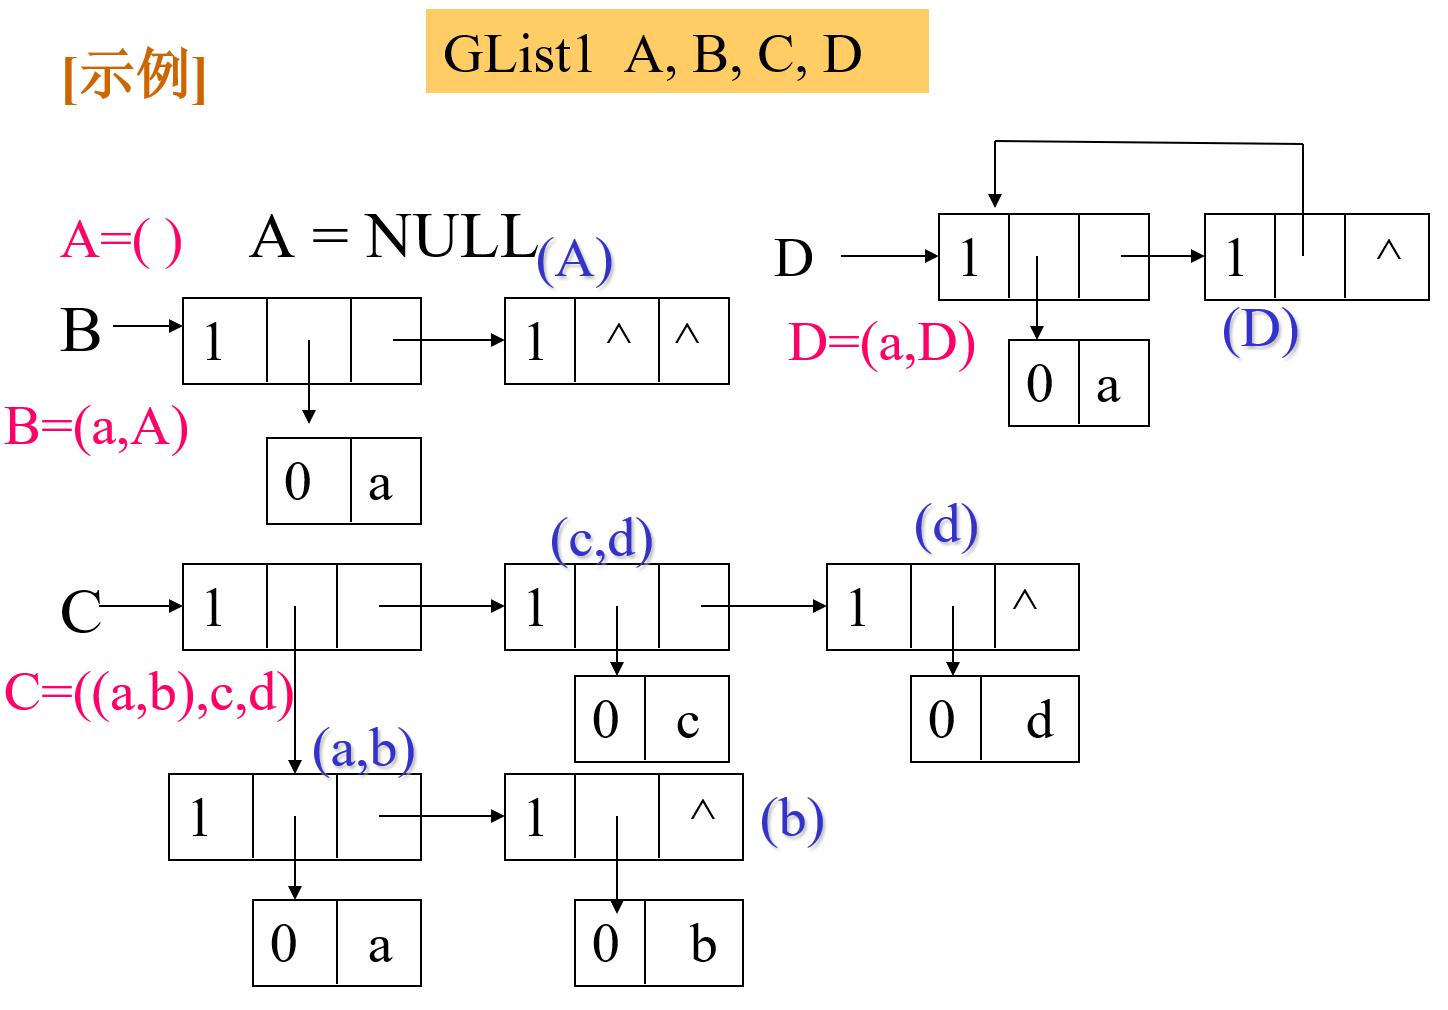 [示例]
GList1 A, B, C, D
A=( )
A = NULL
(A)
B
1
1 ^ ^
B=(a,A)
0 a
D
1
1 ^
D=(a,D)
(D)
0 a
(c,d)
(d)
C
1
1
1 ^
C=((a,b),c,d)
0 c
0 d
(a,b)
1
1 ^
(b)
0 a
0 b